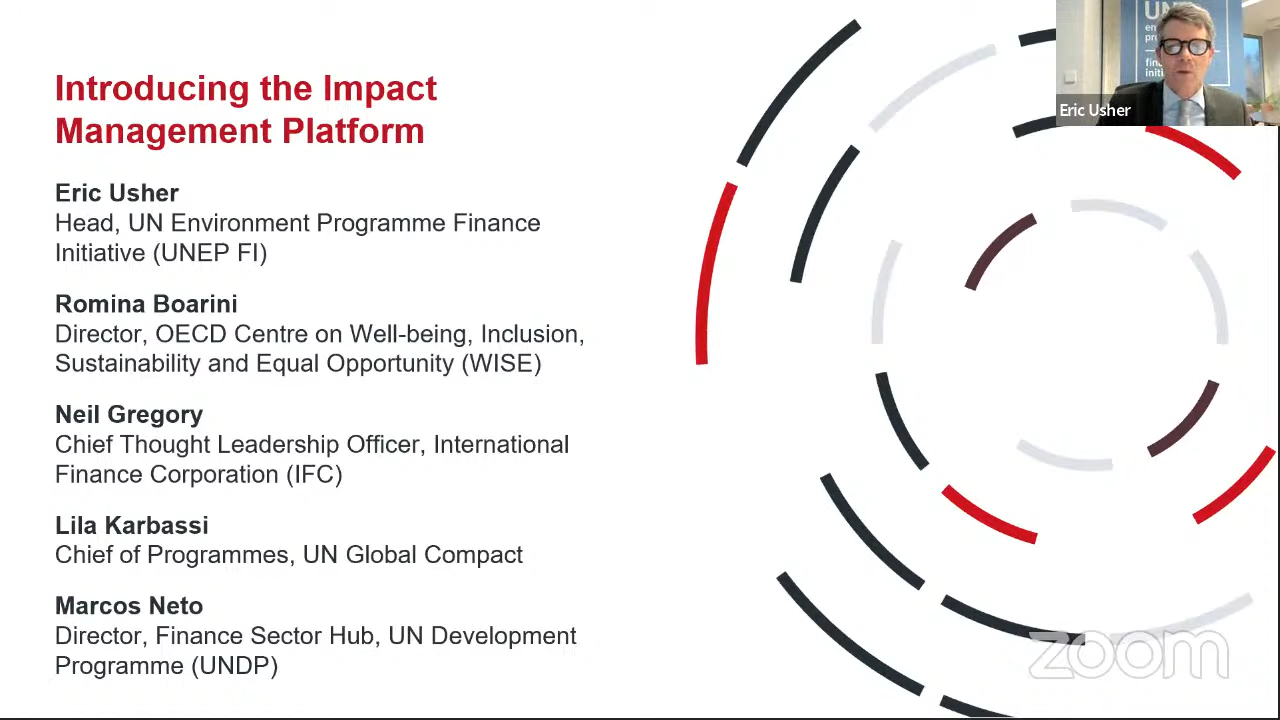 Introducing the Impact
Management Platform
Eric Usher
Head, UN Environment Programme Finance
Initiative (UNEP FI)
Romina Boarini
Director, OECD Centre on Well-being, Inclusion,
Sustainability and Equal Opportunity (WISE)
Neil Gregory
Chief Thought Leadership Officer, International
Finance Corporation (IFC)
Lila Karbassi
Chief of Programmes, UN Global Compact
Marcos Neto
Director, Finance Sector Hub, UN Development
Programme (UNDP)
Eric Usher
zoom